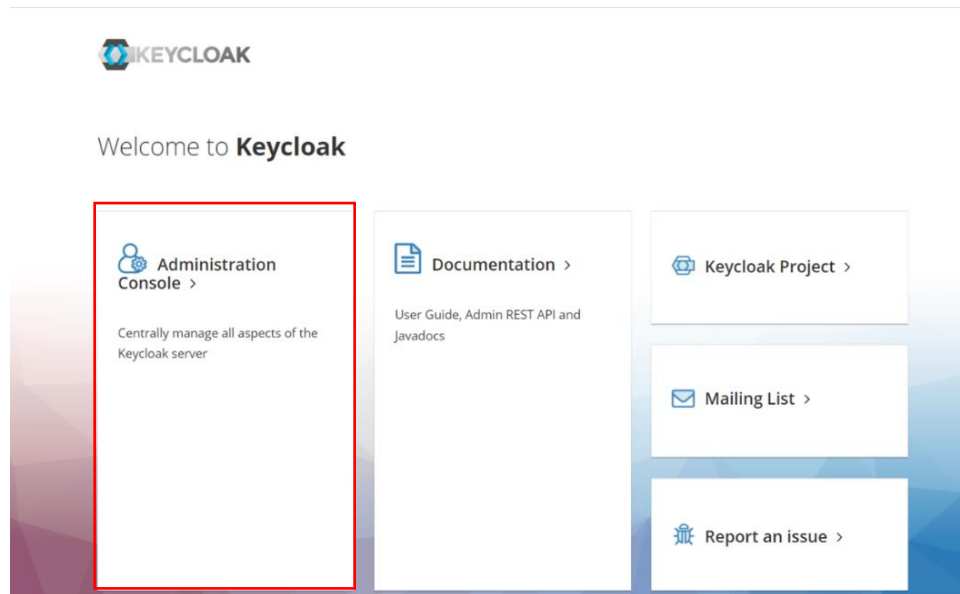 KEYCLOAK
Welcome to Keycloak
Administration
Console >
Centrally manage all aspects of the
Keycloak server
Documentation >
User Guide, Admin REST API and
Javadocs
Keycloak Project >
Mailing List >
Report an issue >